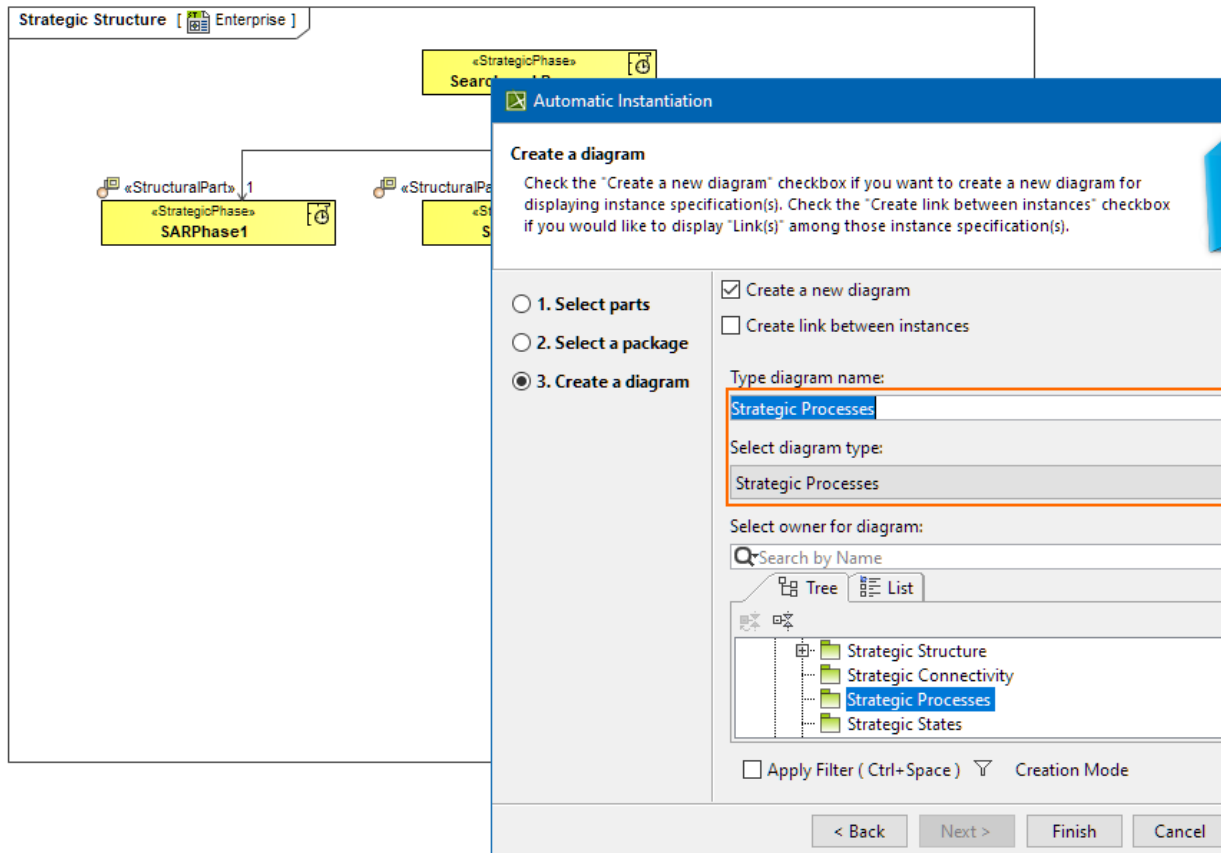 Strategic Structure [ Enterprise ]
«StrategicPhase»
Automatic Instantiation
Create a diagram
Check the "Create a new diagram" checkbox if you want to create a new diagram for
displaying instance specification(s). Check the "Create link between instances" checkbox
if you would like to display "Link(s)" among those instance specification(s).
«StructuralPart» 1
«StrategicPhase»
SARPhase1
1. Select parts
2. Select a package
3. Create a diagram
Create a new diagram
Create link between instances
Type diagram name:
Strategic Processes
Select diagram type:
Strategic Processes
Select owner for diagram:
Search by Name
Tree List
Strategic Structure
Strategic Connectivity
Strategic Processes
Strategic States
Apply Filter ( Ctrl+Space ) Creation Mode
< Back Next > Finish Cancel